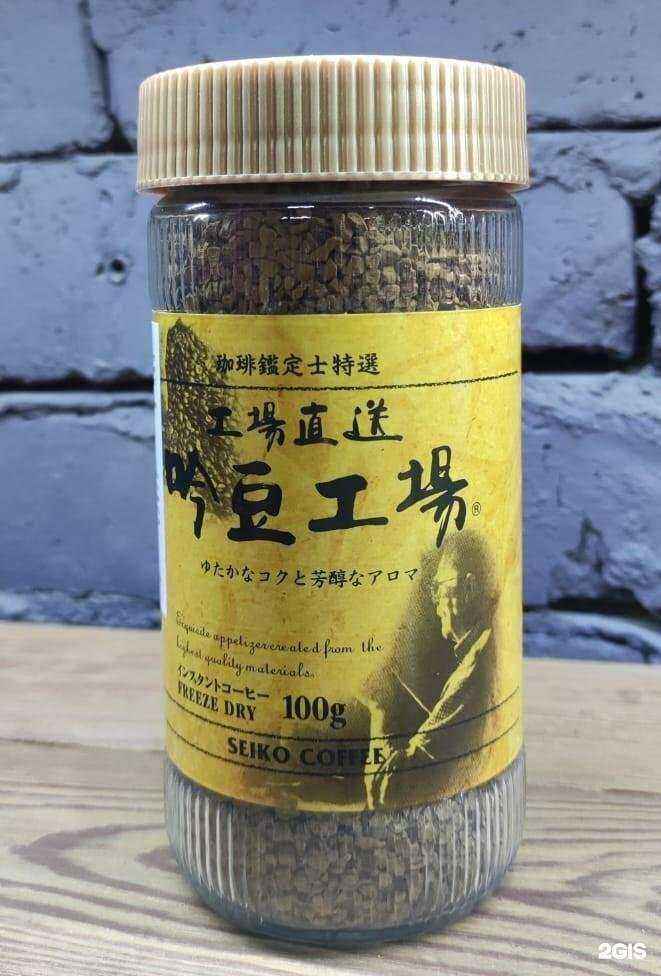 珈琲鑑定士特選
工場直送
吟豆工場®
ゆたかなコクと芳醇なアロマ
Exquisite appetizer created from the
highest quality materials.
インスタントコーヒー
FREEZE DRY 100g
SEIKO COFFEE
2GIS